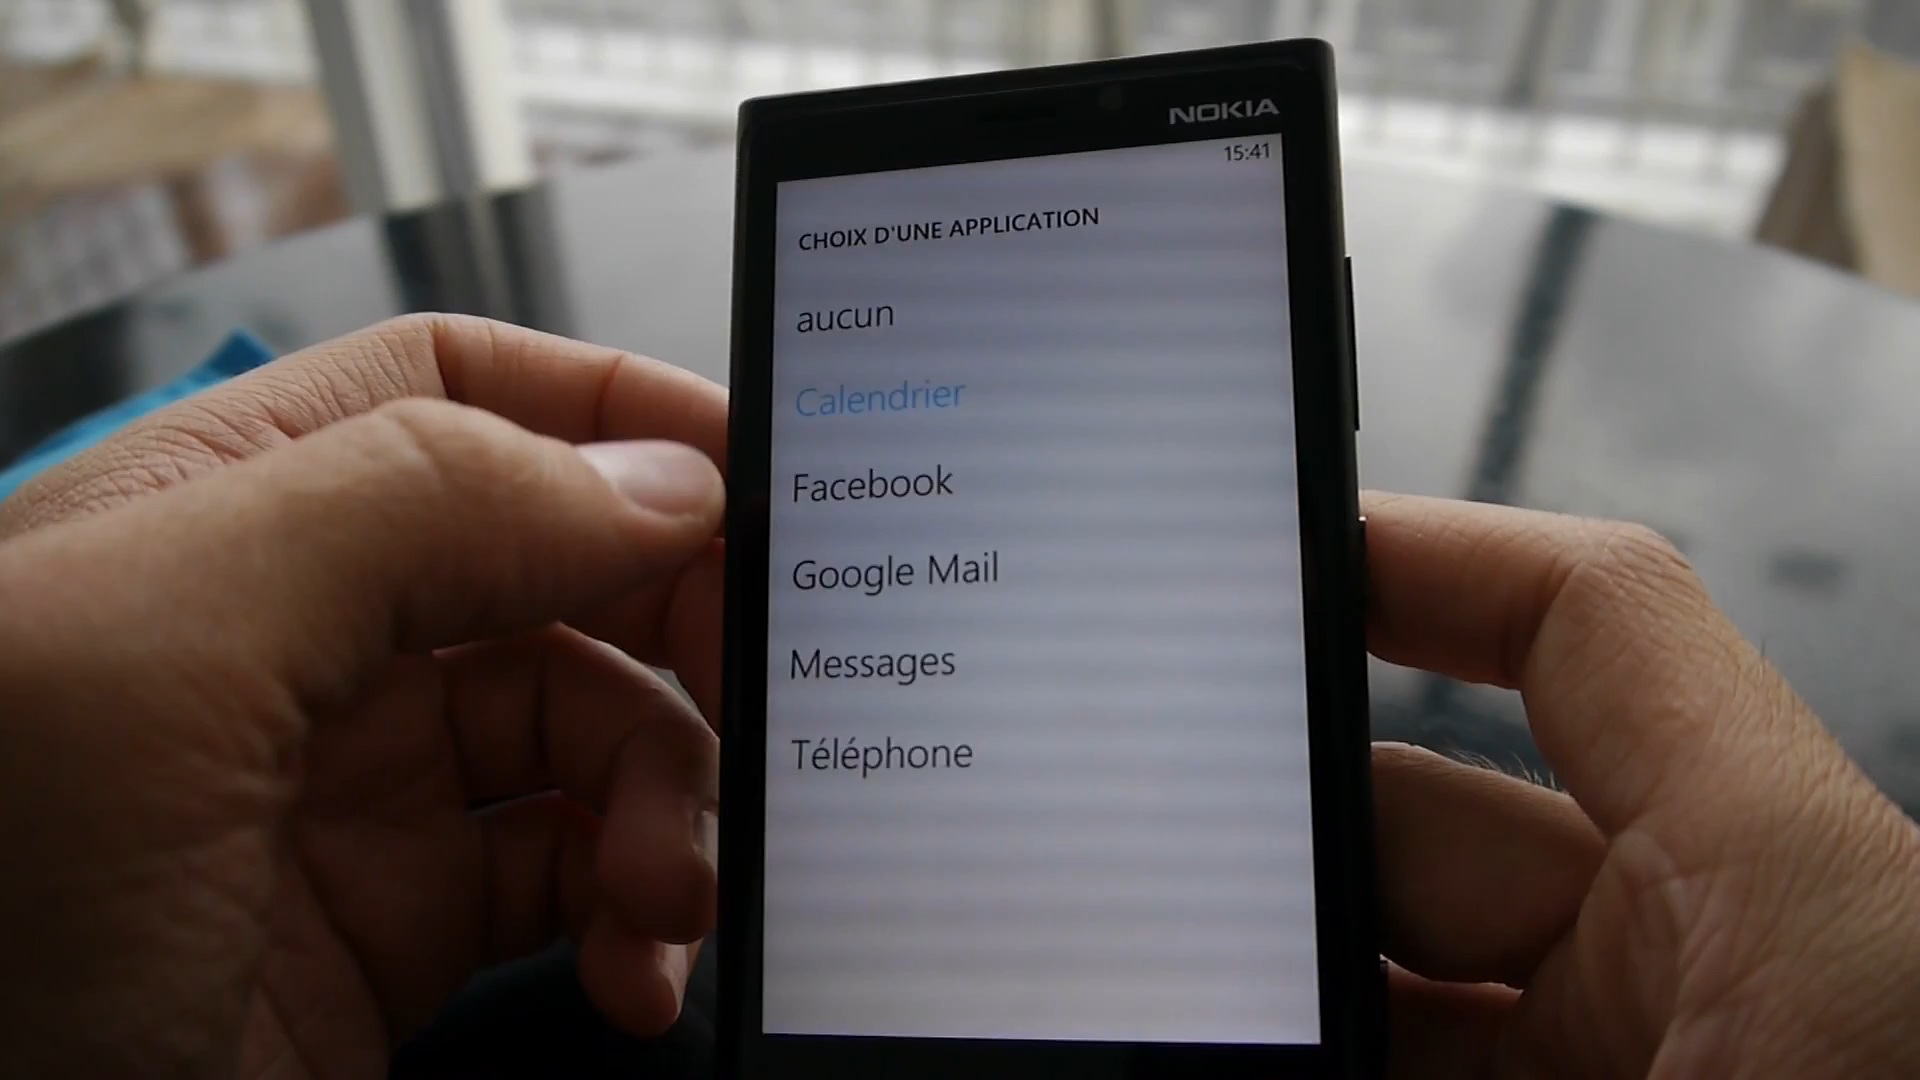 NOKIA
15:41
CHOIX D'UNE APPLICATION
aucun
Calendrier
Facebook
Google Mail
Messages
Téléphone